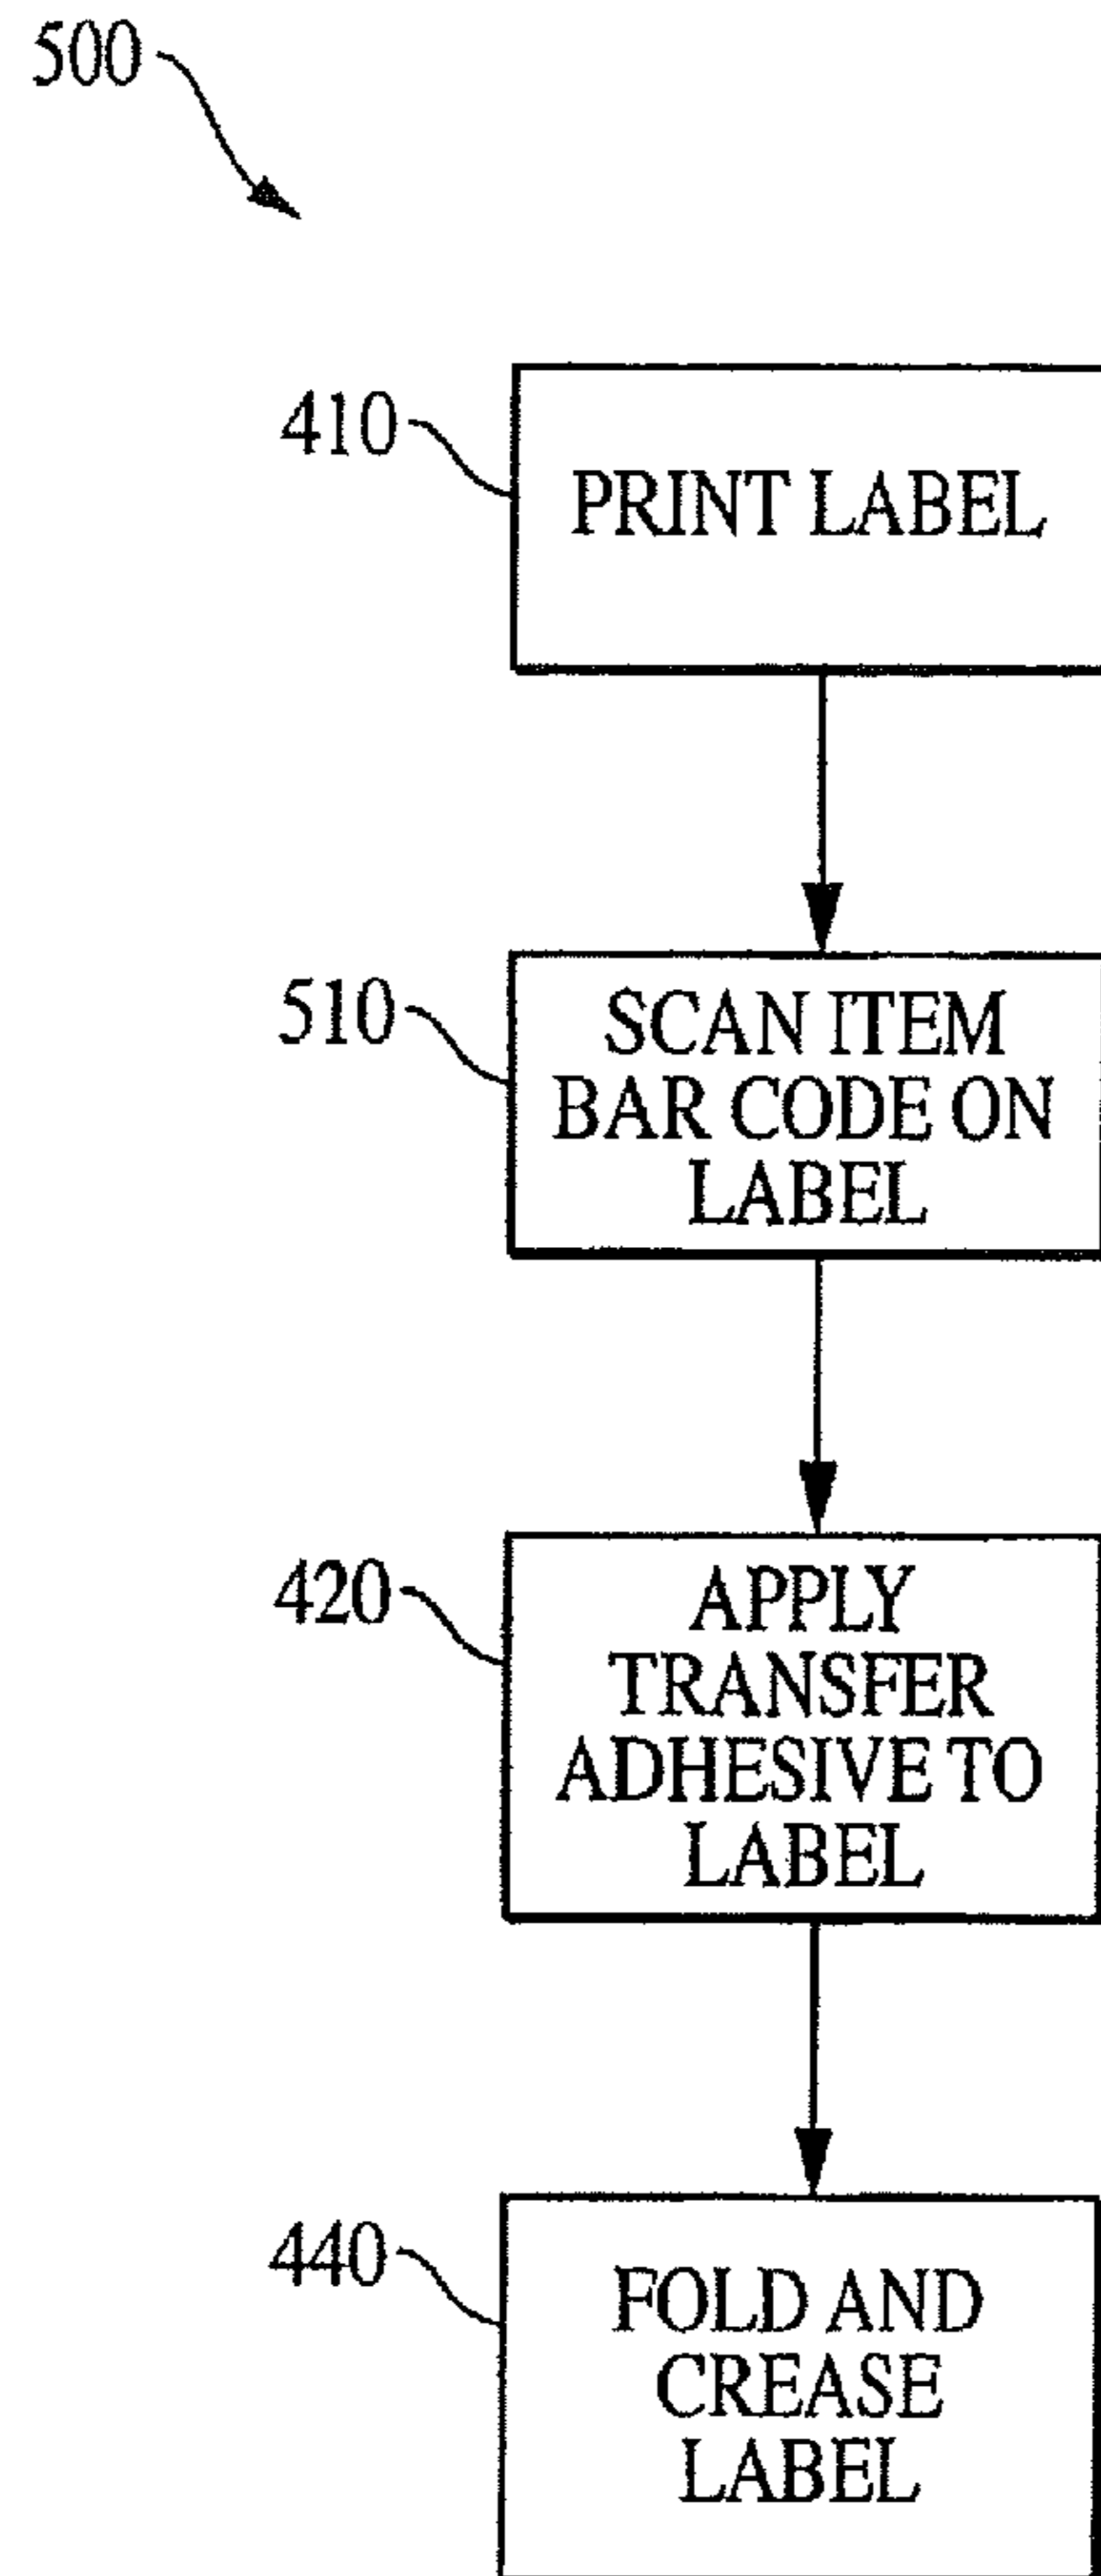 500
410
PRINT LABEL
510
SCAN ITEM
BAR CODE ON
LABEL
420
APPLY
TRANSFER
ADHESIVE TO
LABEL
440
FOLD AND
CREASE
LABEL